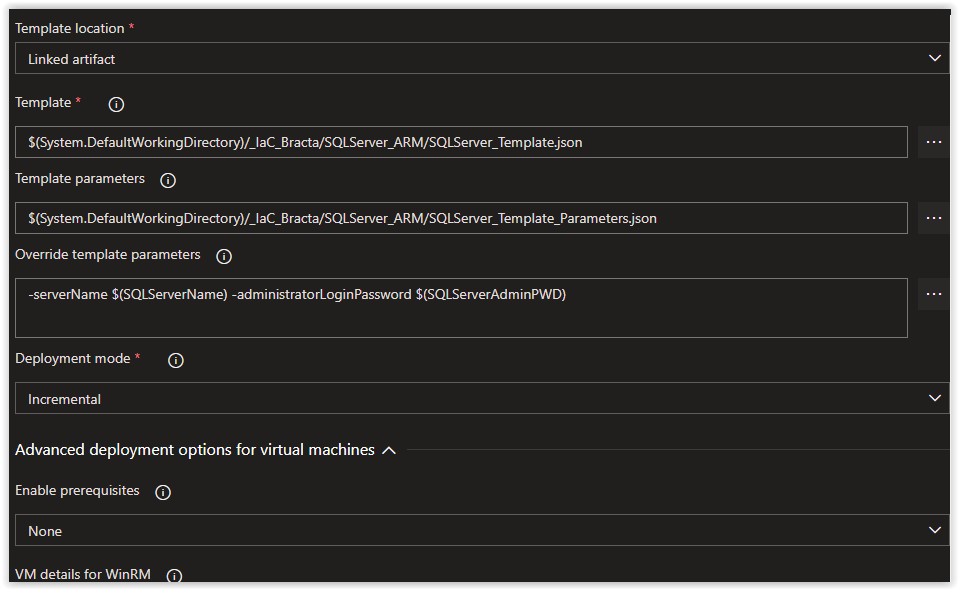 Template location *
Linked artifact
Template *
$(System.DefaultWorkingDirectory)/_IaC_Bracta/SQLServer_ARM/SQLServer_Template.json
Template parameters
$(System.DefaultWorkingDirectory)/_IaC_Bracta/SQLServer_ARM/SQLServer_Template_Parameters.json
Override template parameters
-serverName $(SQLServerName) -administratorLoginPassword $(SQLServerAdminPWD)
Deployment mode *
Incremental
Advanced deployment options for virtual machines
Enable prerequisites
None
VM details for WinRM